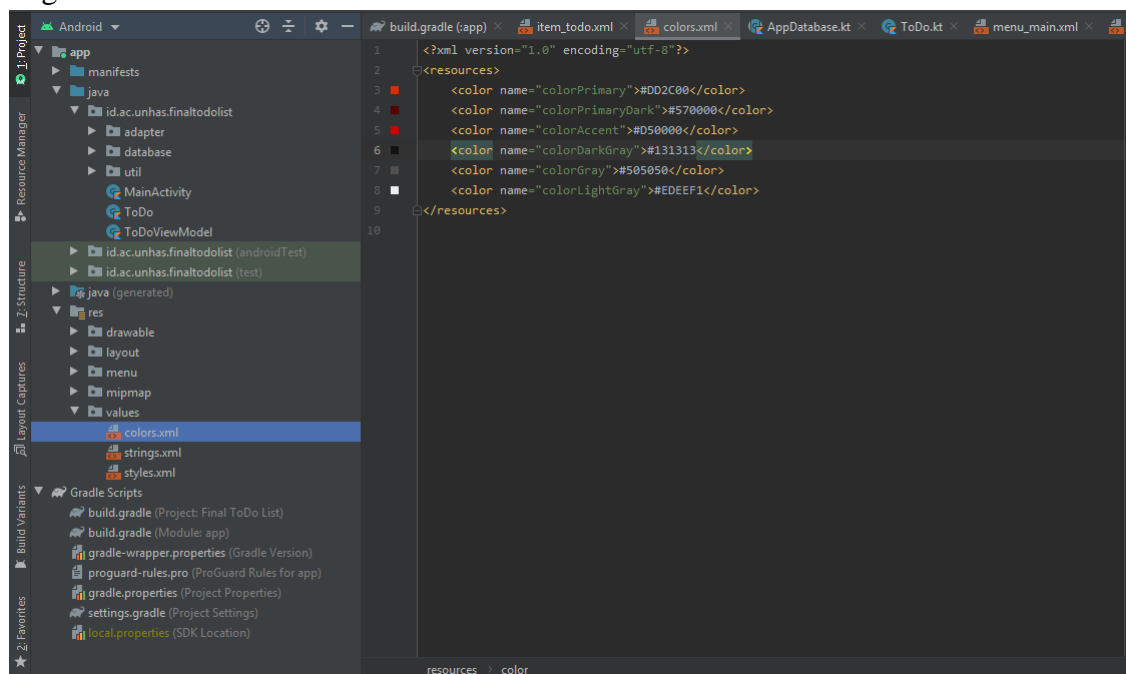 Android
build.gradle (:app)
item_todo.xml
colors.xml
AppDatabase.kt
ToDo.kt
menu_main.xml
1: Project
Resource Manager
Z: Structure
Layout Captures
Build Variants
2: Favorites
app
manifests
java
id.ac.unhas.finaltodolist
adapter
database
util
MainActivity
ToDo
ToDoViewModel
id.ac.unhas.finaltodolist (androidTest)
id.ac.unhas.finaltodolist (test)
java (generated)
res
drawable
layout
menu
mipmap
values
colors.xml
strings.xml
styles.xml
Gradle Scripts
build.gradle (Project: Final ToDo List)
build.gradle (Module: app)
gradle-wrapper.properties (Gradle Version)
proguard-rules.pro (ProGuard Rules for app)
gradle.properties (Project Properties)
settings.gradle (Project Settings)
local.properties (SDK Location)
1 <?xml version="1.0" encoding="utf-8"?>
2 <resources>
3 <color name="colorPrimary">#DD2C00</color>
4 <color name="colorPrimaryDark">#570000</color>
5 <color name="colorAccent">#D50000</color>
6 <color name="colorDarkGray">#131313</color>
7 <color name="colorGray">#505050</color>
8 <color name="colorLightGray">#EDEEF1</color>
9 </resources>
10
resources > color